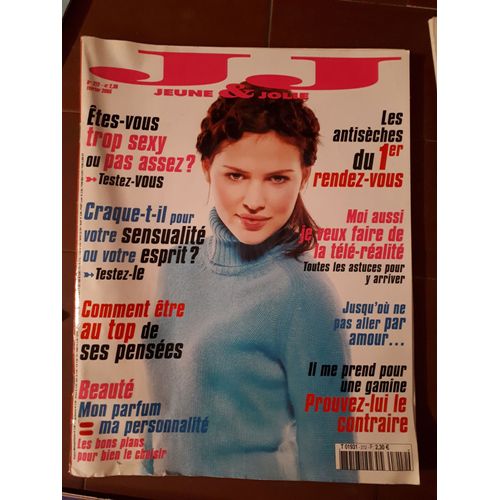 JJ
JEUNE & JOLIE
février 2005
Êtes-vous
trop sexy
ou pas assez ?
Testez-vous
Craque-t-il pour
votre sensualité
ou votre esprit ?
Testez-le
Comment être
au top de
ses pensées
Beauté
Mon parfum
= ma personnalité
Les bons plans
pour bien le choisir
Les
antisèches
du 1er
rendez-vous
Moi aussi
je veux faire de
la télé-réalité
Toutes les astuces pour
y arriver
Jusqu'où ne
pas aller par
amour...
Il me prend pour
une gamine
Prouvez-lui le
contraire